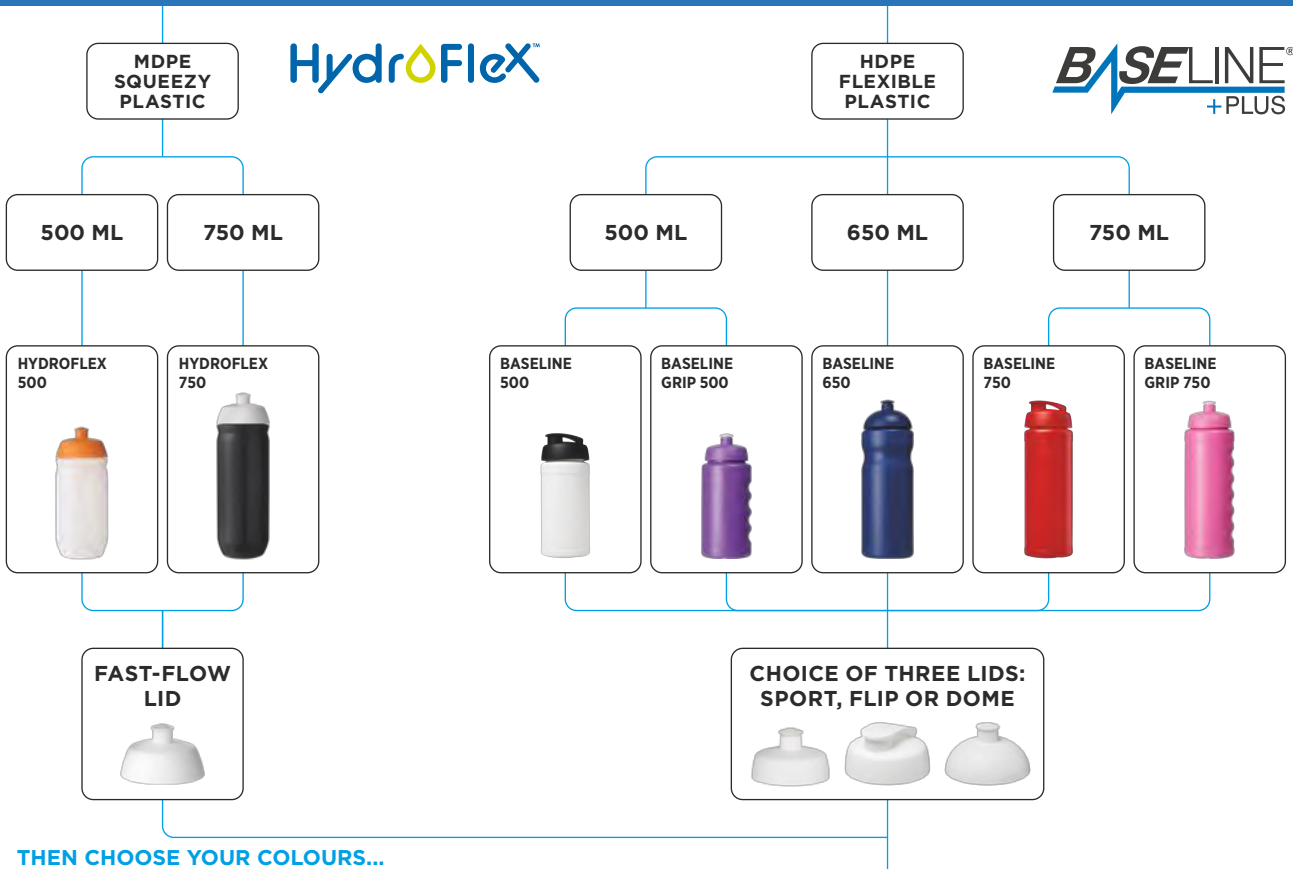 MDPE
SQUEEZY
PLASTIC
HydroFleX™
HDPE
FLEXIBLE
PLASTIC
BASELINE®
+PLUS
500 ML
750 ML
500 ML
650 ML
750 ML
HYDROFLEX
500
HYDROFLEX
750
BASELINE
500
BASELINE
GRIP 500
BASELINE
650
BASELINE
750
BASELINE
GRIP 750
FAST-FLOW
LID
CHOICE OF THREE LIDS:
SPORT, FLIP OR DOME
THEN CHOOSE YOUR COLOURS...